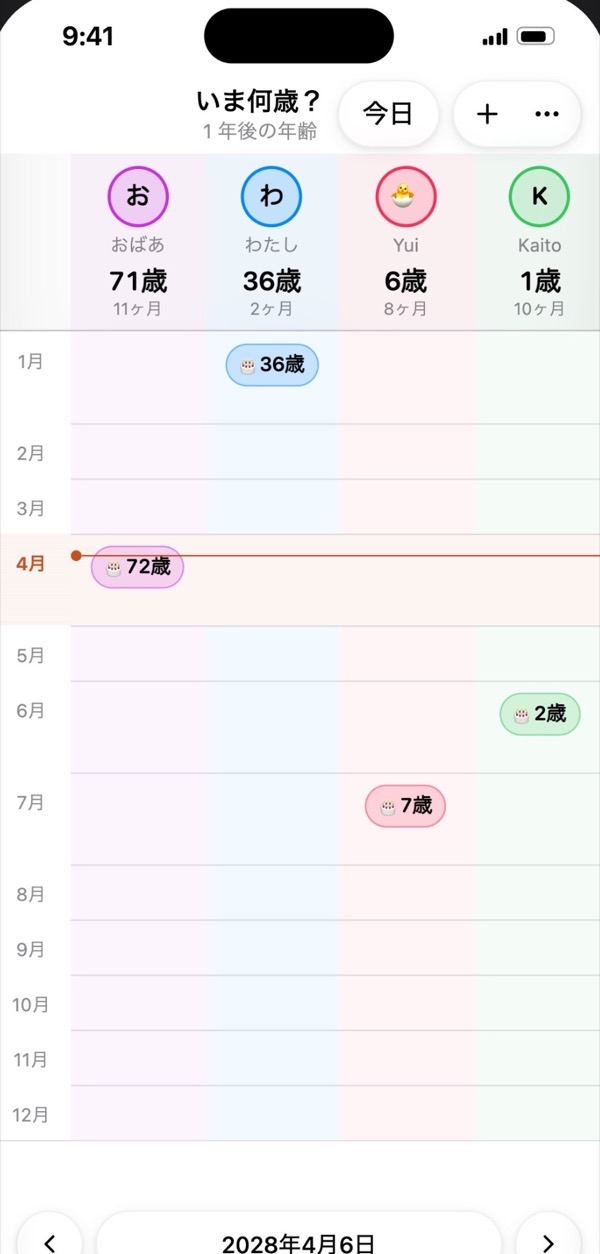 9:41
いま何歳？
1 年後の年齢
今日
お
わ
K
おばあ
わたし
Yui
Kaito
71歳
36歳
6歳
1歳
11ヶ月
2ヶ月
8ヶ月
10ヶ月
1月
36歳
2月
3月
4月
72歳
5月
6月
2歳
7月
7歳
8月
9月
10月
11月
12月
2028年4月6日